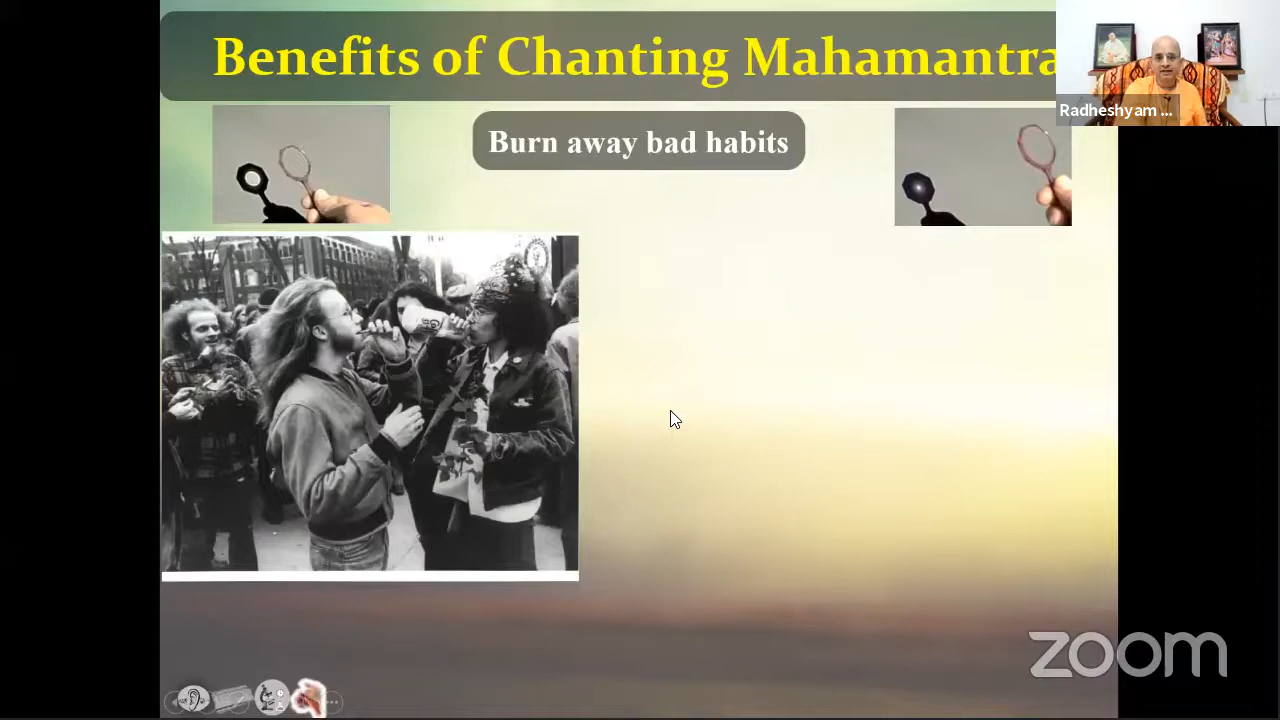 Benefits of Chanting Mahamantra
Radheshyam ...
Burn away bad habits
zoom